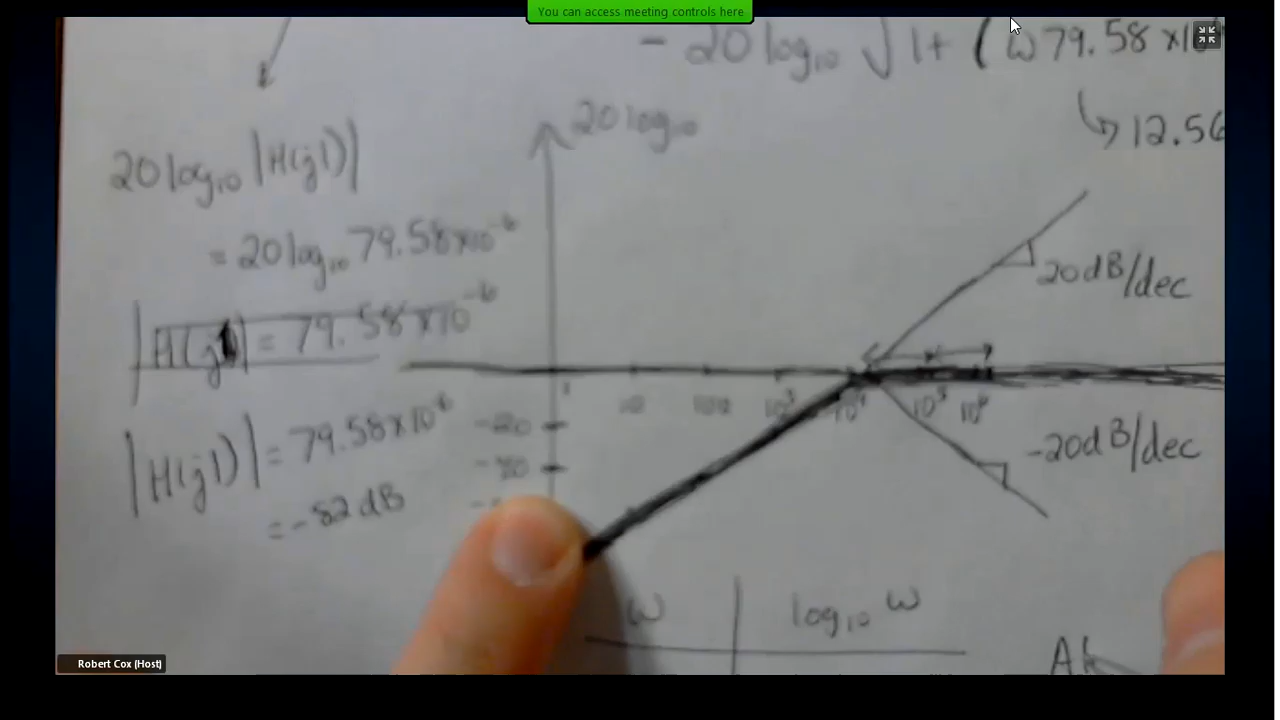 You can access meeting controls here
- 20 log₁₀ √1+ (ω79.58 x10
↳ 12.56
20 log₁₀
20 log₁₀ |H(j1)|
= 20 log₁₀ 79.58x10⁻⁶
|H(j1)| = 79.58x10⁻⁶
|H(j1)| = 79.58x10⁻⁶
= -82 dB
20dB/dec
1 10 100 10³ 10⁴ 10⁵ 10⁶
-20
-20dB/dec
ω log₁₀ ω
Robert Cox (Host)